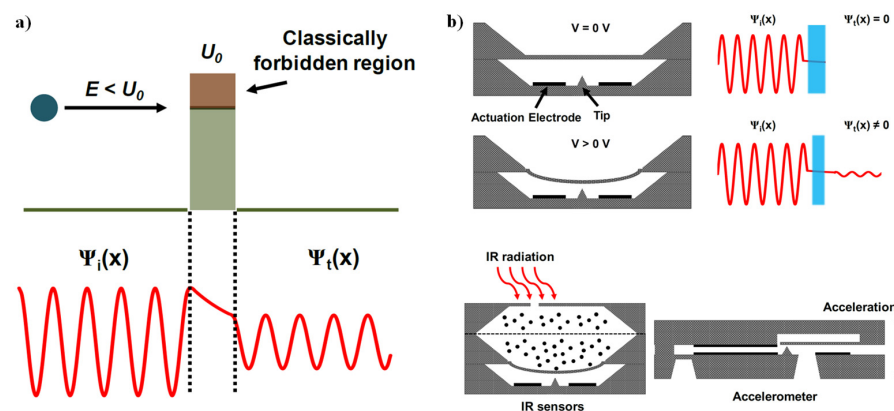 a)
U₀
Classically
forbidden region
E < U₀
Ψᵢ(x)
Ψₜ(x)
b)
V = 0 V
Ψᵢ(x)
Ψₜ(x) = 0
Actuation Electrode
Tip
V > 0 V
Ψᵢ(x)
Ψₜ(x) ≠ 0
IR radiation
IR sensors
Acceleration
Accelerometer